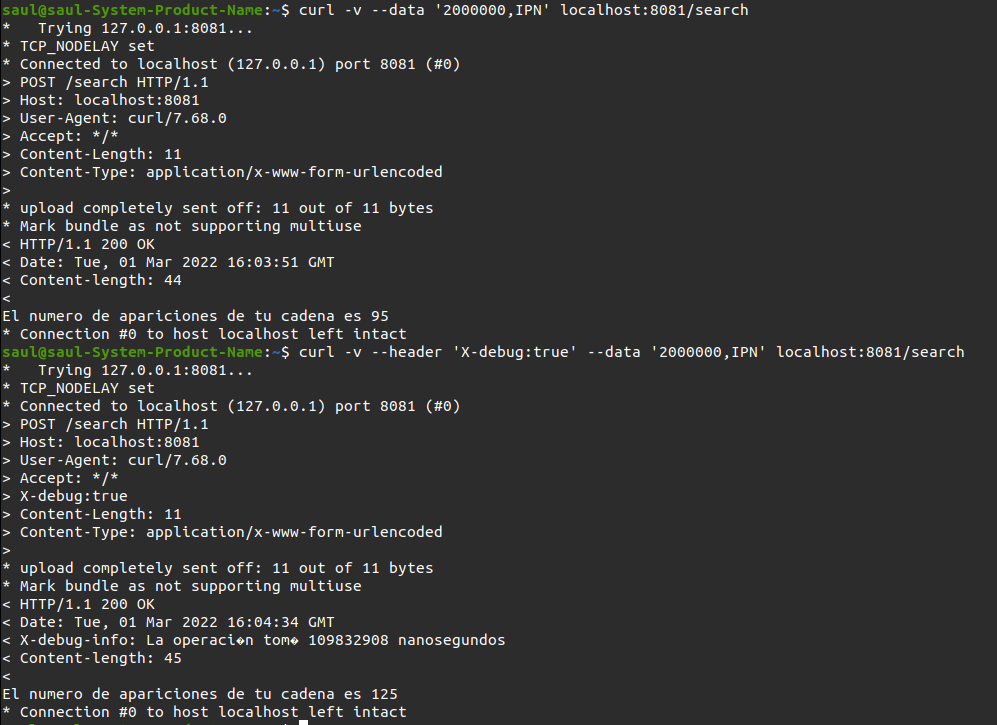 saul@saul-System-Product-Name:~$ curl -v --data '2000000,IPN' localhost:8081/search
*   Trying 127.0.0.1:8081...
* TCP_NODELAY set
* Connected to localhost (127.0.0.1) port 8081 (#0)
> POST /search HTTP/1.1
> Host: localhost:8081
> User-Agent: curl/7.68.0
> Accept: */*
> Content-Length: 11
> Content-Type: application/x-www-form-urlencoded
>
* upload completely sent off: 11 out of 11 bytes
* Mark bundle as not supporting multiuse
< HTTP/1.1 200 OK
< Date: Tue, 01 Mar 2022 16:03:51 GMT
< Content-length: 44
<
El numero de apariciones de tu cadena es 95
* Connection #0 to host localhost left intact
saul@saul-System-Product-Name:~$ curl -v --header 'X-debug:true' --data '2000000,IPN' localhost:8081/search
*   Trying 127.0.0.1:8081...
* TCP_NODELAY set
* Connected to localhost (127.0.0.1) port 8081 (#0)
> POST /search HTTP/1.1
> Host: localhost:8081
> User-Agent: curl/7.68.0
> Accept: */*
> X-debug:true
> Content-Length: 11
> Content-Type: application/x-www-form-urlencoded
>
* upload completely sent off: 11 out of 11 bytes
* Mark bundle as not supporting multiuse
< HTTP/1.1 200 OK
< Date: Tue, 01 Mar 2022 16:04:34 GMT
< X-debug-info: La operaci�n tom� 109832908 nanosegundos
< Content-length: 45
<
El numero de apariciones de tu cadena es 125
* Connection #0 to host localhost left intact